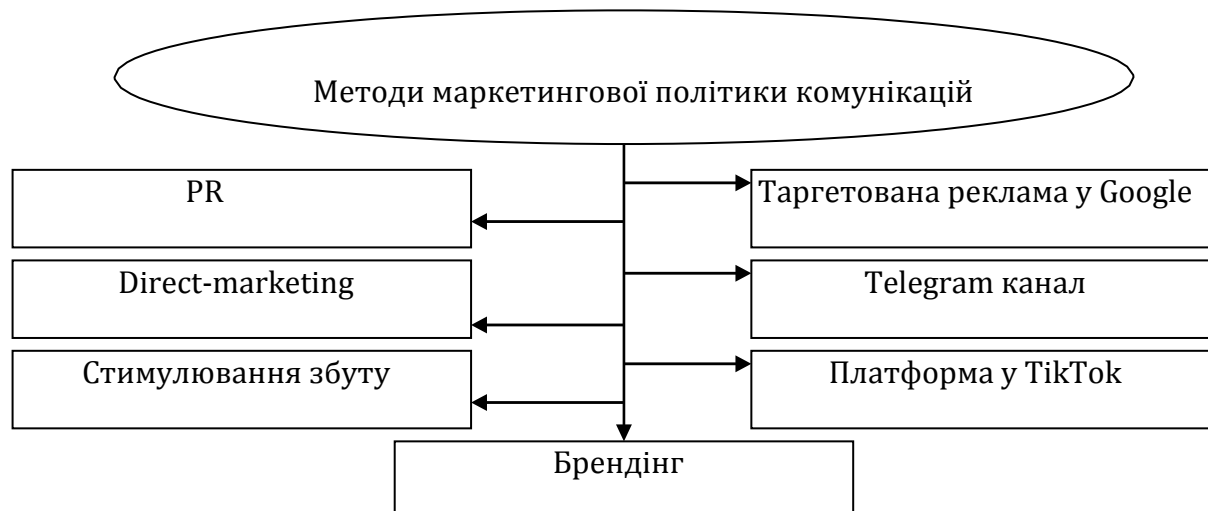 Методи маркетингової політики комунікацій
PR
Таргетована реклама у Google
Direct-marketing
Telegram канал
Стимулювання збуту
Платформа у TikTok
Брендінг